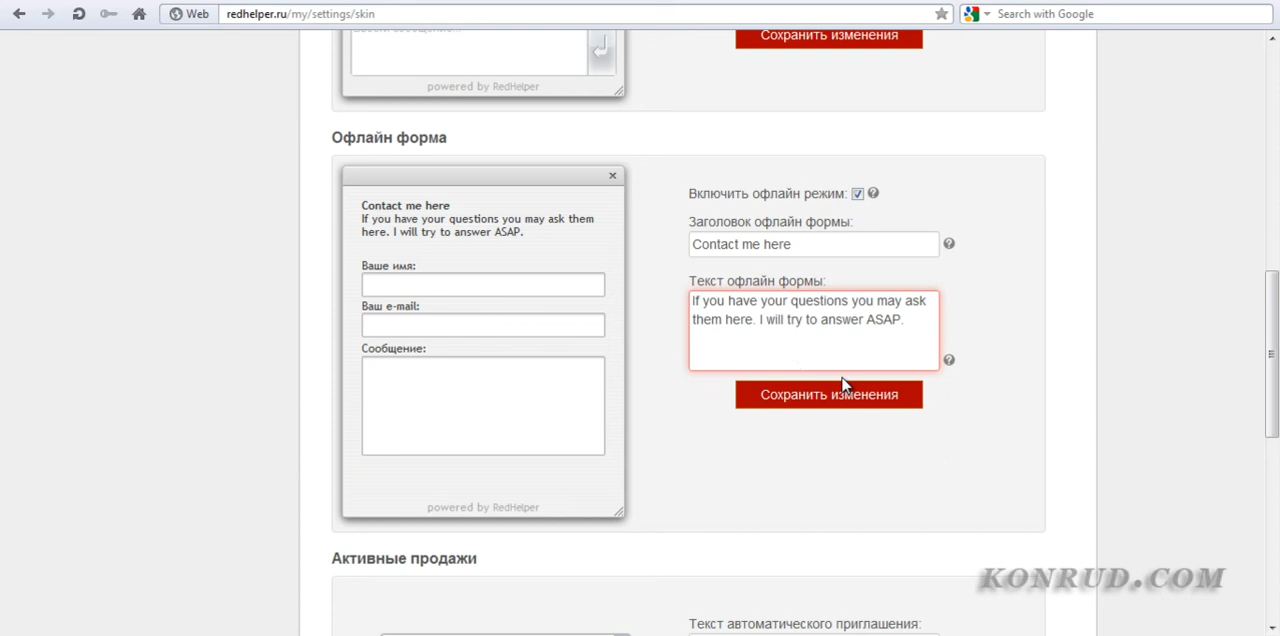 Web
redhelper.ru/my/settings/skin
Search with Google
Сохранить изменения
powered by RedHelper
Офлайн форма
Contact me here
If you have your questions you may ask them
here. I will try to answer ASAP.
Ваше имя:
Ваш e-mail:
Сообщение:
powered by RedHelper
Включить офлайн режим:
Заголовок офлайн формы:
Contact me here
Текст офлайн формы:
If you have your questions you may ask
them here. I will try to answer ASAP.
Сохранить изменения
Активные продажи
Текст автоматического приглашения:
KONRUD.COM